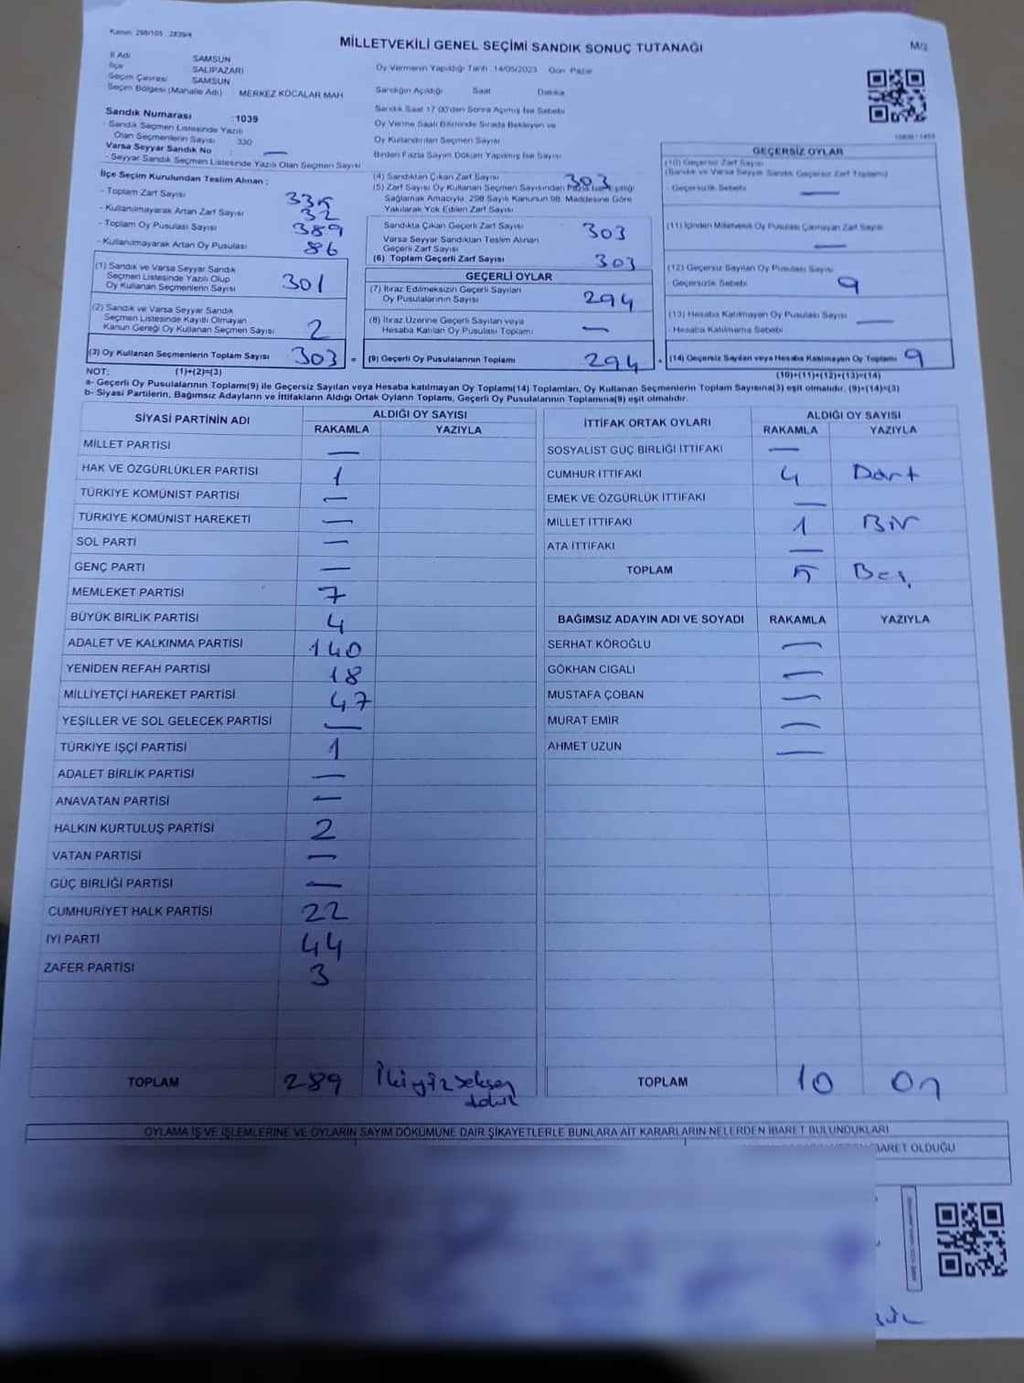 Kanun: 298/105 2839/4
MİLLETVEKİLİ GENEL SEÇİMİ SANDIK SONUÇ TUTANAĞI
İl Adı SAMSUN
İlçe SALIPAZARI
Seçim Çevresi SAMSUN
Seçim Bölgesi (Mahalle Adı) : MERKEZ KOCALAR MAH
Sandık Numarası :1039
- Sandık Seçmen Listesinde Yazılı
Olan Seçmenlerin Sayısı : 330
Varsa Seyyar Sandık No : —
- Seyyar Sandık Seçmen Listesinde Yazılı Olan Seçmen Sayısı
Oy Vermenin Yapıldığı Tarih :14/05/2023 Gün :Pazar
Sandığın Açıldığı Saat Dakika
Sandık Saat 17:00'den Sonra Açılmış İse Sebebi
Oy Verme Saati Bitiminde Sırada Bekleyen ve
Oy Kullandırılan Seçmen Sayısı
Birden Fazla Sayım Döküm Yapılmış İse Sayısı
İlçe Seçim Kurulundan Teslim Alınan :
- Toplam Zarf Sayısı 335
- Kullanılmayarak Artan Zarf Sayısı 32
- Toplam Oy Pusulası Sayısı 389
- Kullanılmayarak Artan Oy Pusulası 86
(1) Sandık ve Varsa Seyyar Sandık
Seçmen Listesinde Yazılı Olup
Oy Kullanan Seçmenlerin Sayısı 301
(2) Sandık ve Varsa Seyyar Sandık
Seçmen Listesinde Kayıtlı Olmayan
Kanun Gereği Oy Kullanan Seçmen Sayısı 2
(3) Oy Kullanan Seçmenlerin Toplam Sayısı 303 =
(4) Sandıktan Çıkan Zarf Sayısı 303
(5) Zarf Sayısı Oy Kullanan Seçmen Sayısından Fazla ise Eşitliği
Sağlamak Amacıyla, 298 Sayılı Kanunun 98. Maddesine Göre
Yakılarak Yok Edilen Zarf Sayısı
Sandıkta Çıkan Geçerli Zarf Sayısı 303
Varsa Seyyar Sandıktan Teslim Alınan
Geçerli Zarf Sayısı
(6) Toplam Geçerli Zarf Sayısı 303
GEÇERLİ OYLAR
(7) İtiraz Edilmeksizin Geçerli Sayılan
Oy Pusulalarının Sayısı 294
(8) İtiraz Üzerine Geçerli Sayılan veya
Hesaba Katılan Oy Pusulası Toplamı —
(9) Geçerli Oy Pusulalarının Toplamı 294
GEÇERSİZ OYLAR
(10) Geçersiz Zarf Sayısı
(Sandık ve Varsa Seyyar Sandık Geçersiz Zarf Toplamı)
- Geçersizlik Sebebi —
(11) İçinden Milletvekili Oy Pusulası Çıkmayan Zarf Sayısı
—
(12) Geçersiz Sayılan Oy Pusulası Sayısı
- Geçersizlik Sebebi 9
(13) Hesaba Katılmayan Oy Pusulası Sayısı —
- Hesaba Katılmama Sebebi
(14) Geçersiz Sayılan veya Hesaba Katılmayan Oy Toplamı 9
NOT: (1)+(2)=(3) (10)+(11)+(12)+(13)=(14)
a- Geçerli Oy Pusulalarının Toplamı(9) ile Geçersiz Sayılan veya Hesaba katılmayan Oy Toplamı(14) Toplamları, Oy Kullanan Seçmenlerin Toplam Sayısına(3) eşit olmalıdır. (9)+(14)=(3)
b- Siyasi Partilerin, Bağımsız Adayların ve İttifakların Aldığı Ortak Oyların Toplamı, Geçerli Oy Pusulalarının Toplamına(9) eşit olmalıdır.
SİYASİ PARTİNİN ADI ALDIĞI OY SAYISI
RAKAMLA YAZIYLA
MİLLET PARTİSİ —
HAK VE ÖZGÜRLÜKLER PARTİSİ 1
TÜRKİYE KOMÜNİST PARTİSİ —
TÜRKİYE KOMÜNİST HAREKETİ —
SOL PARTİ —
GENÇ PARTİ —
MEMLEKET PARTİSİ 7
BÜYÜK BİRLİK PARTİSİ 4
ADALET VE KALKINMA PARTİSİ 140
YENİDEN REFAH PARTİSİ 18
MİLLİYETÇİ HAREKET PARTİSİ 47
YEŞİLLER VE SOL GELECEK PARTİSİ —
TÜRKİYE İŞÇİ PARTİSİ 1
ADALET BİRLİK PARTİSİ —
ANAVATAN PARTİSİ —
HALKIN KURTULUŞ PARTİSİ 2
VATAN PARTİSİ —
GÜÇ BİRLİĞİ PARTİSİ —
CUMHURİYET HALK PARTİSİ 22
İYİ PARTİ 44
ZAFER PARTİSİ 3
TOPLAM 289 İkiyüz seksen
dokuz
İTTİFAK ORTAK OYLARI ALDIĞI OY SAYISI
RAKAMLA YAZIYLA
SOSYALİST GÜÇ BİRLİĞİ İTTİFAKI —
CUMHUR İTTİFAKI 4 Dört
EMEK VE ÖZGÜRLÜK İTTİFAKI —
MİLLET İTTİFAKI 1 Bir
ATA İTTİFAKI —
TOPLAM 5 Beş
BAĞIMSIZ ADAYIN ADI VE SOYADI RAKAMLA YAZIYLA
SERHAT KÖROĞLU —
GÖKHAN CIGALI —
MUSTAFA ÇOBAN —
MURAT EMİR —
AHMET UZUN —
TOPLAM 10 On
OYLAMA İŞ VE İŞLEMLERİNE VE OYLARIN SAYIM DÖKÜMÜNE DAİR ŞİKAYETLERLE BUNLARA AİT KARARLARIN NELERDEN İBARET BULUNDUKLARI
İBARET OLDUĞU